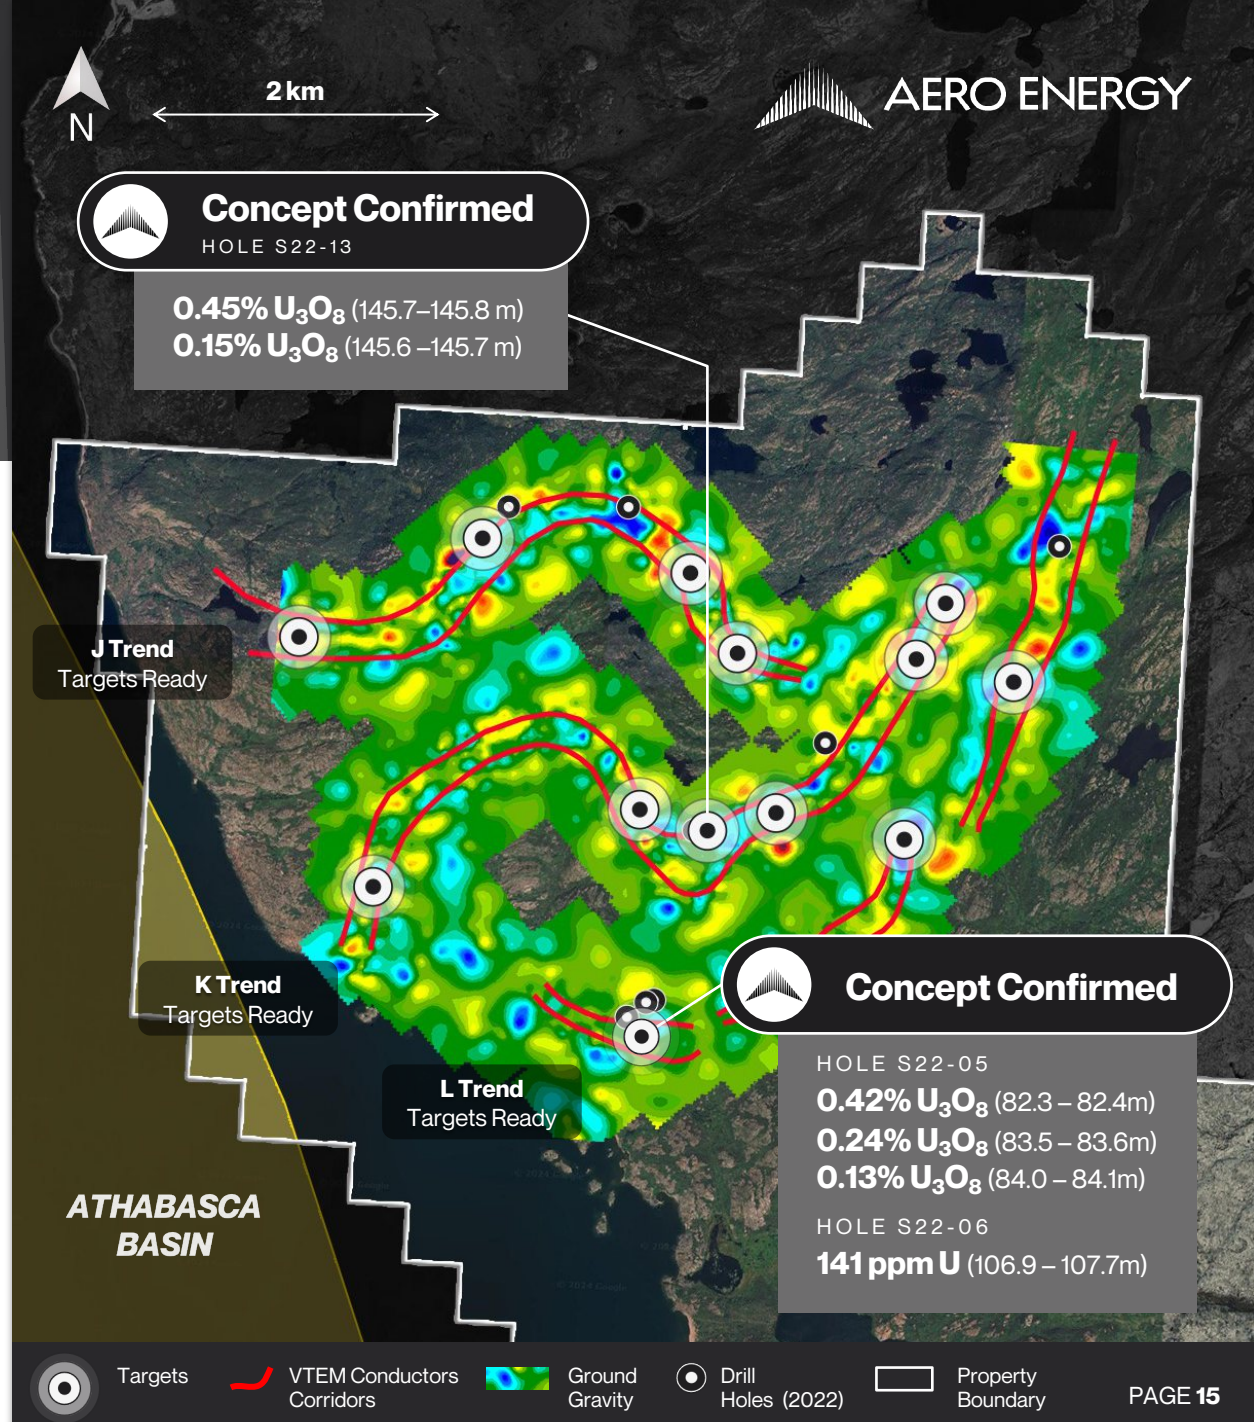 2 km
AERO ENERGY
N
Concept Confirmed
HOLE S22-13
0.45% U₃O₈ (145.7–145.8 m)
0.15% U₃O₈ (145.6 –145.7 m)
J Trend
Targets Ready
K Trend
Targets Ready
L Trend
Targets Ready
Concept Confirmed
HOLE S22-05
0.42% U₃O₈ (82.3 – 82.4m)
0.24% U₃O₈ (83.5 – 83.6m)
0.13% U₃O₈ (84.0 – 84.1m)
HOLE S22-06
141 ppm U (106.9 – 107.7m)
ATHABASCA
BASIN
© 2024 Google
Targets
VTEM Conductors
Corridors
Ground
Gravity
Drill
Holes (2022)
Property
Boundary
PAGE 15